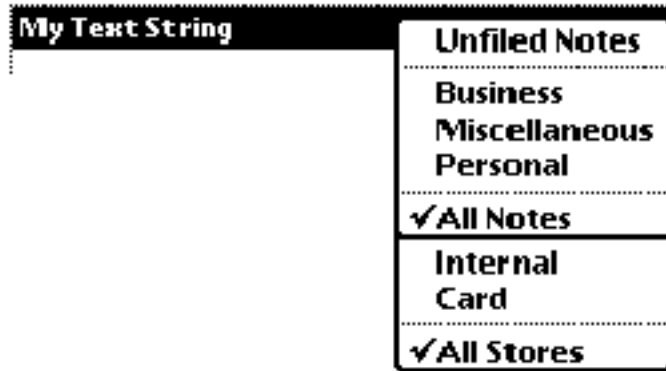 My Text String
Unfiled Notes
Business
Miscellaneous
Personal
✓All Notes
Internal
Card
✓All Stores